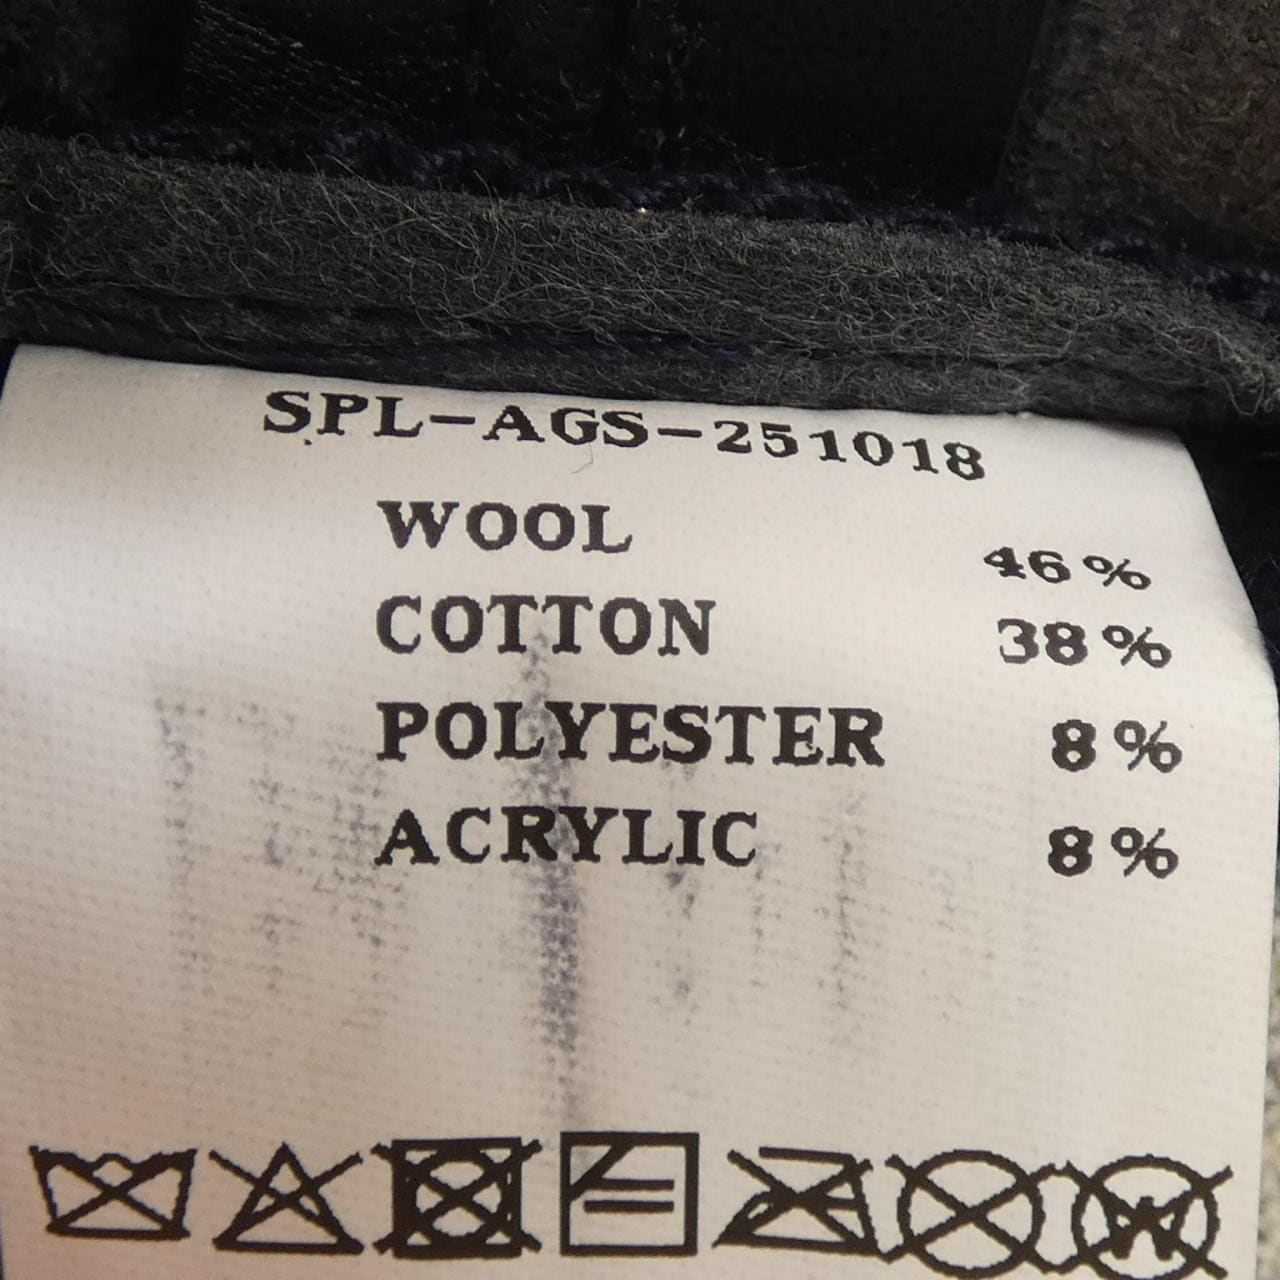 SPL-AGS-251018
WOOL 46%
COTTON 38%
POLYESTER 8%
ACRYLIC 8%
W